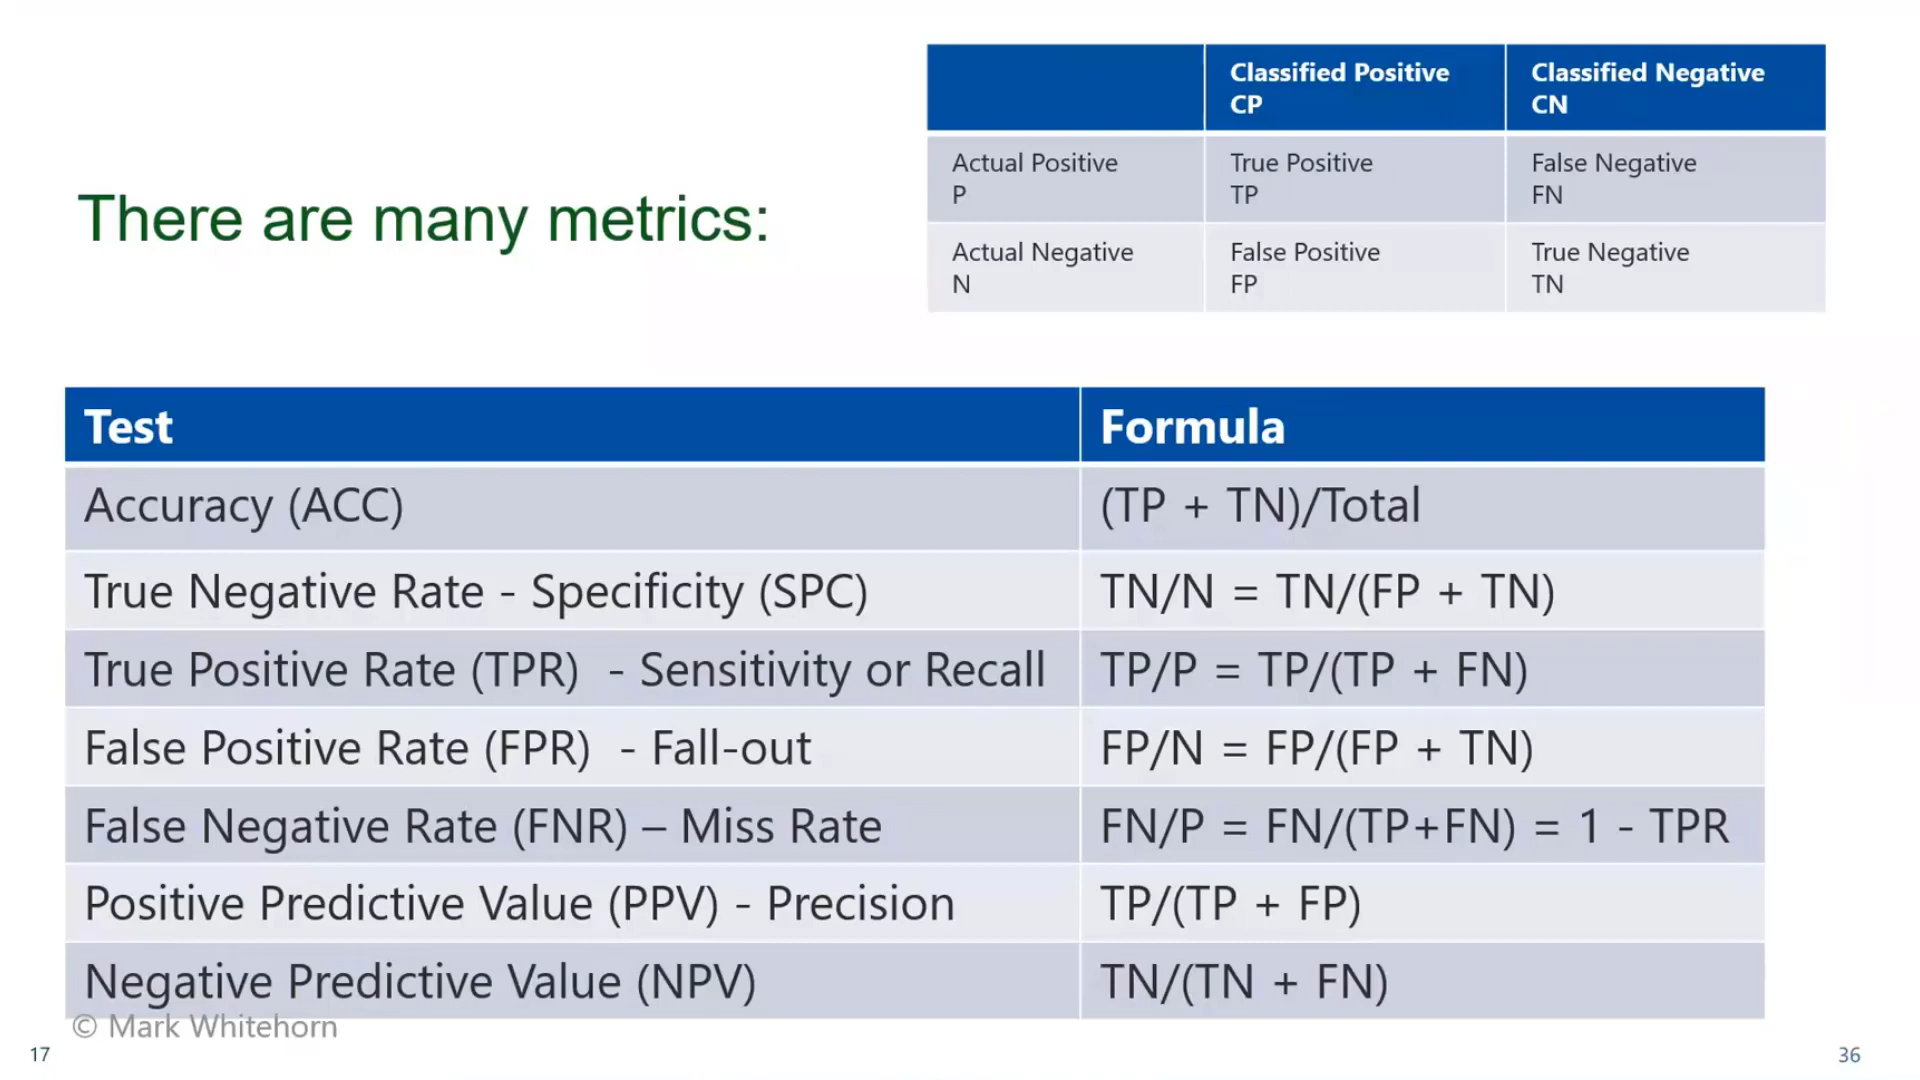 There are many metrics:
Classified Positive
CP
Classified Negative
CN
Actual Positive
P
True Positive
TP
False Negative
FN
Actual Negative
N
False Positive
FP
True Negative
TN
Test
Formula
Accuracy (ACC)
(TP + TN)/Total
True Negative Rate - Specificity (SPC)
TN/N = TN/(FP + TN)
True Positive Rate (TPR)  - Sensitivity or Recall
TP/P = TP/(TP + FN)
False Positive Rate (FPR)  - Fall-out
FP/N = FP/(FP + TN)
False Negative Rate (FNR) – Miss Rate
FN/P = FN/(TP+FN) = 1 - TPR
Positive Predictive Value (PPV) - Precision
TP/(TP + FP)
Negative Predictive Value (NPV)
TN/(TN + FN)
© Mark Whitehorn
17
36